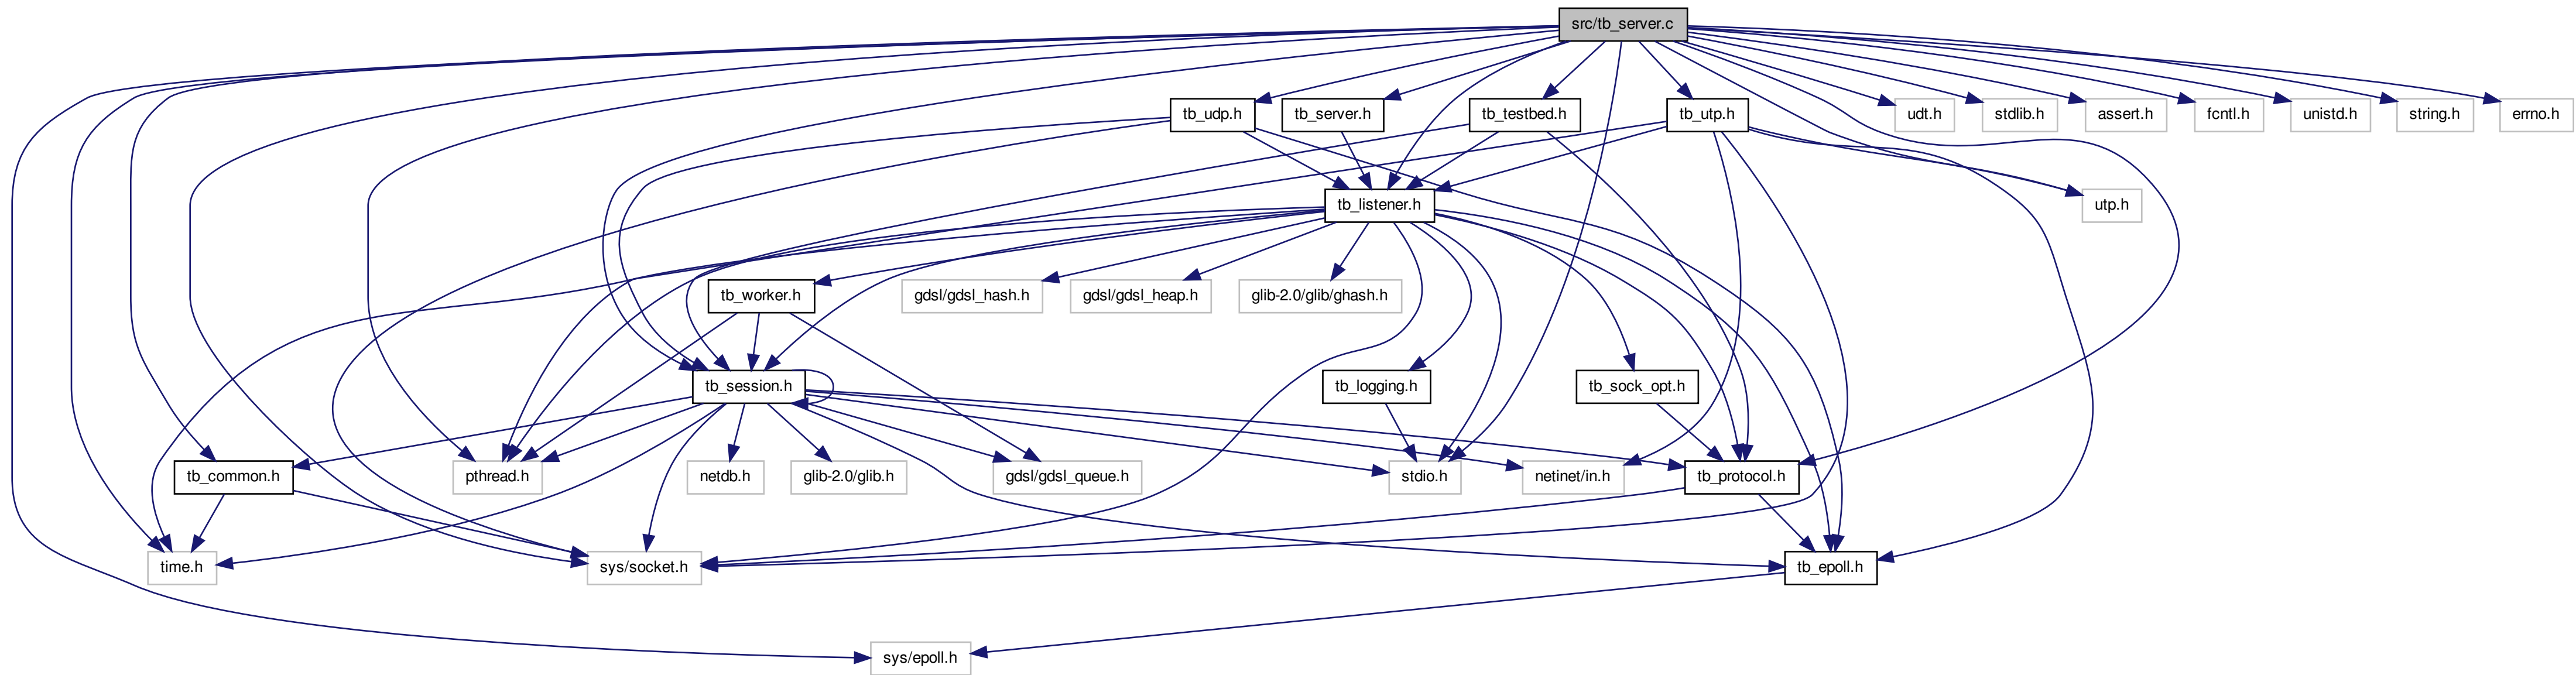 src/tb_server.c
tb_udp.h
tb_server.h
tb_testbed.h
tb_utp.h
udt.h
stdlib.h
assert.h
fcntl.h
unistd.h
string.h
errno.h
tb_listener.h
utp.h
tb_worker.h
gdsl/gdsl_hash.h
gdsl/gdsl_heap.h
glib-2.0/glib/ghash.h
tb_session.h
tb_logging.h
tb_sock_opt.h
tb_common.h
pthread.h
netdb.h
glib-2.0/glib.h
gdsl/gdsl_queue.h
stdio.h
netinet/in.h
tb_protocol.h
time.h
sys/socket.h
tb_epoll.h
sys/epoll.h